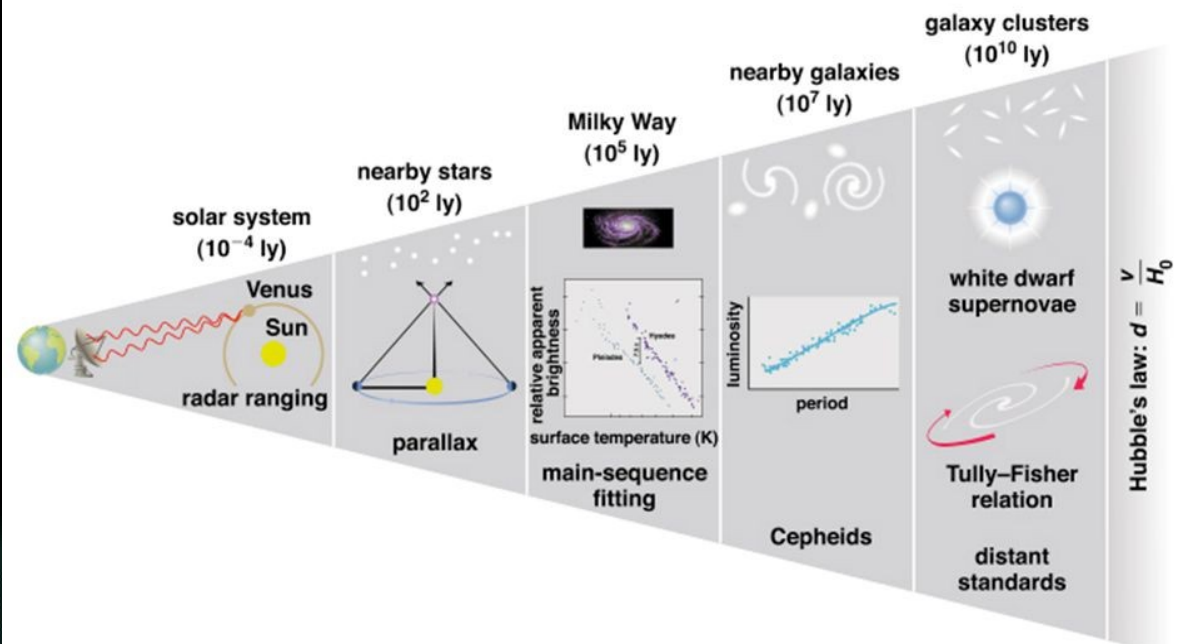 solar system
(10⁻⁴ ly)
Venus
Sun
radar ranging
nearby stars
(10² ly)
parallax
Milky Way
(10⁵ ly)
relative apparent
brightness
Pleiades
Hyades
surface temperature (K)
main-sequence
fitting
nearby galaxies
(10⁷ ly)
luminosity
period
Cepheids
galaxy clusters
(10¹⁰ ly)
white dwarf
supernovae
Tully–Fisher
relation
distant
standards
Hubble's law: d = v/H₀